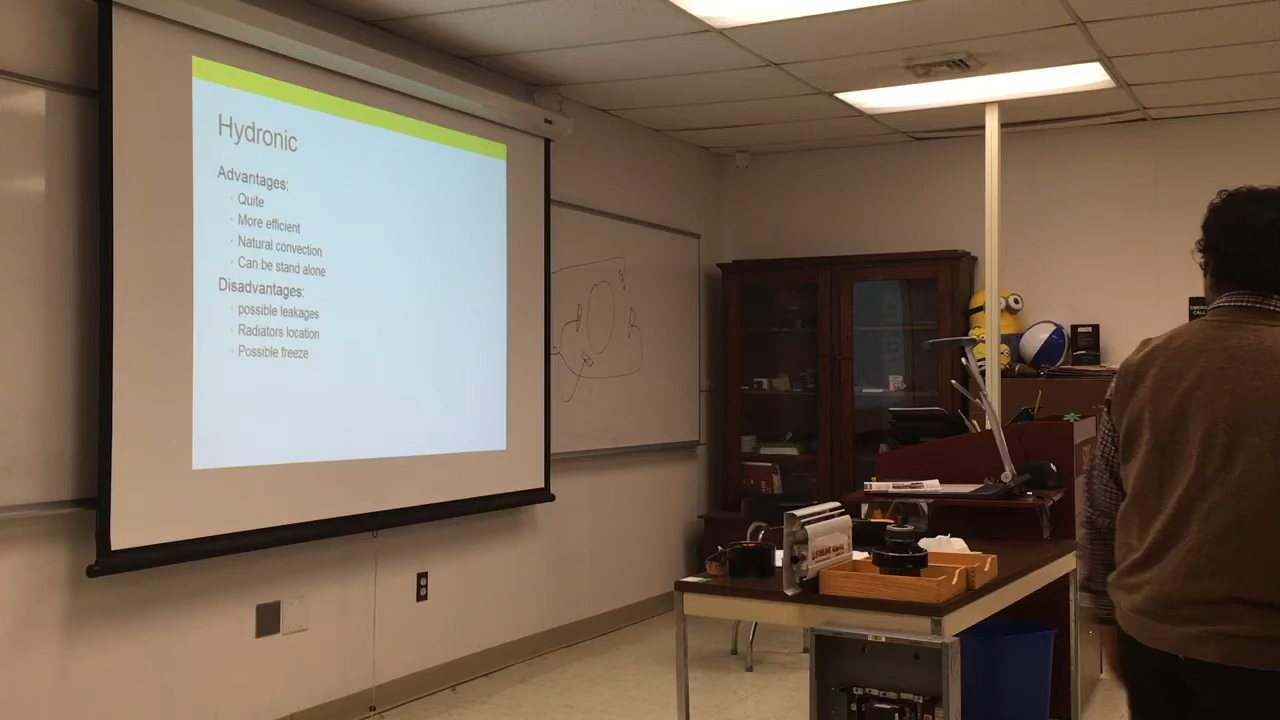 Hydronic
Advantages:
Quite
More efficient
Natural convection
Can be stand alone
Disadvantages:
possible leakages
Radiators location
Possible freeze